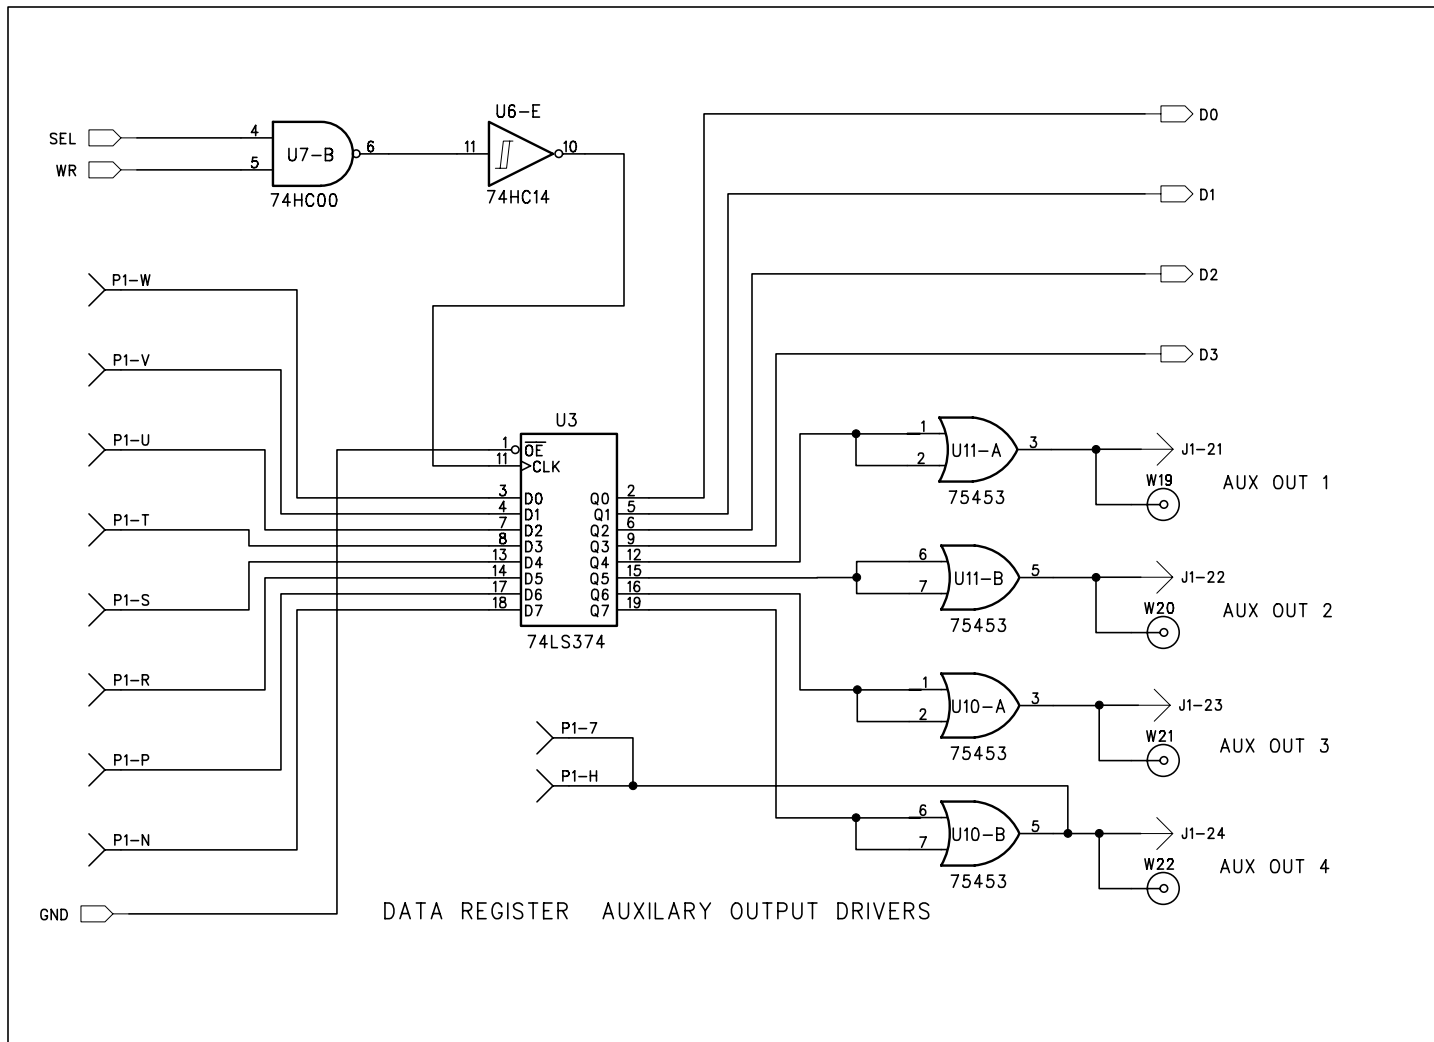 U6-E
SEL
4
U7-B
6
11
10
WR
5
74HC00
74HC14
D0
D1
D2
D3
P1-W
P1-V
P1-U
P1-T
P1-S
P1-R
P1-P
P1-N
GND
U3
1
OE
11
CLK
3 D0 Q0 2
4 D1 Q1 5
7 D2 Q2 6
8 D3 Q3 9
13 D4 Q4 12
14 D5 Q5 15
17 D6 Q6 16
18 D7 Q7 19
74LS374
1
2
U11-A
3
75453
J1-21
W19
AUX OUT 1
6
7
U11-B
5
75453
J1-22
W20
AUX OUT 2
1
2
U10-A
3
75453
J1-23
W21
AUX OUT 3
P1-7
P1-H
6
7
U10-B
5
75453
J1-24
W22
AUX OUT 4
DATA REGISTER AUXILARY OUTPUT DRIVERS